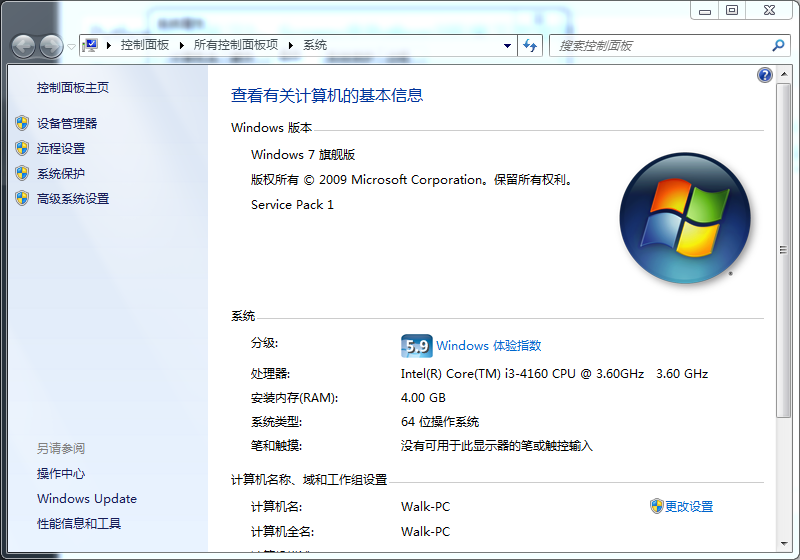 控制面板 ▸ 所有控制面板项 ▸ 系统
搜索控制面板
控制面板主页
设备管理器
远程设置
系统保护
高级系统设置
另请参阅
操作中心
Windows Update
性能信息和工具
查看有关计算机的基本信息
Windows 版本
Windows 7 旗舰版
版权所有 © 2009 Microsoft Corporation。保留所有权利。
Service Pack 1
系统
分级: 5.9 Windows 体验指数
处理器: Intel(R) Core(TM) i3-4160 CPU @ 3.60GHz 3.60 GHz
安装内存(RAM): 4.00 GB
系统类型: 64 位操作系统
笔和触摸: 没有可用于此显示器的笔或触控输入
计算机名称、域和工作组设置
计算机名: Walk-PC 更改设置
计算机全名: Walk-PC